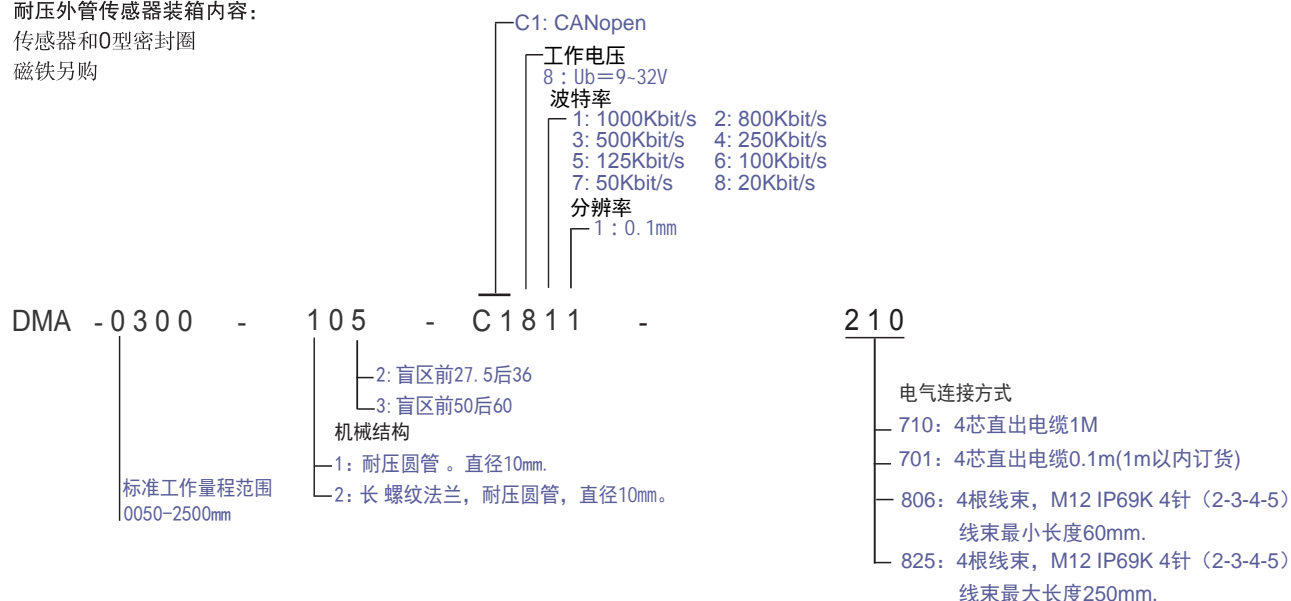 耐压外管传感器装箱内容：
传感器和O型密封圈
磁铁另购
C1: CANopen
工作电压
8：Ub＝9~32V
波特率
1: 1000Kbit/s 2: 800Kbit/s
3: 500Kbit/s 4: 250Kbit/s
5: 125Kbit/s 6: 100Kbit/s
7: 50Kbit/s 8: 20Kbit/s
分辨率
1：0.1mm
DMA -0300 - 105 - C1811 - 210
2: 盲区前27.5后36
3: 盲区前50后60
机械结构
1: 耐压圆管 。直径10mm.
2: 长 螺纹法兰，耐压圆管，直径10mm。
标准工作量程范围
0050-2500mm
电气连接方式
710：4芯直出电缆1M
701：4芯直出电缆0.1m(1m以内订货)
806：4根线束，M12 IP69K 4针（2-3-4-5）
线束最小长度60mm.
825：4根线束，M12 IP69K 4针（2-3-4-5）
线束最大长度250mm.